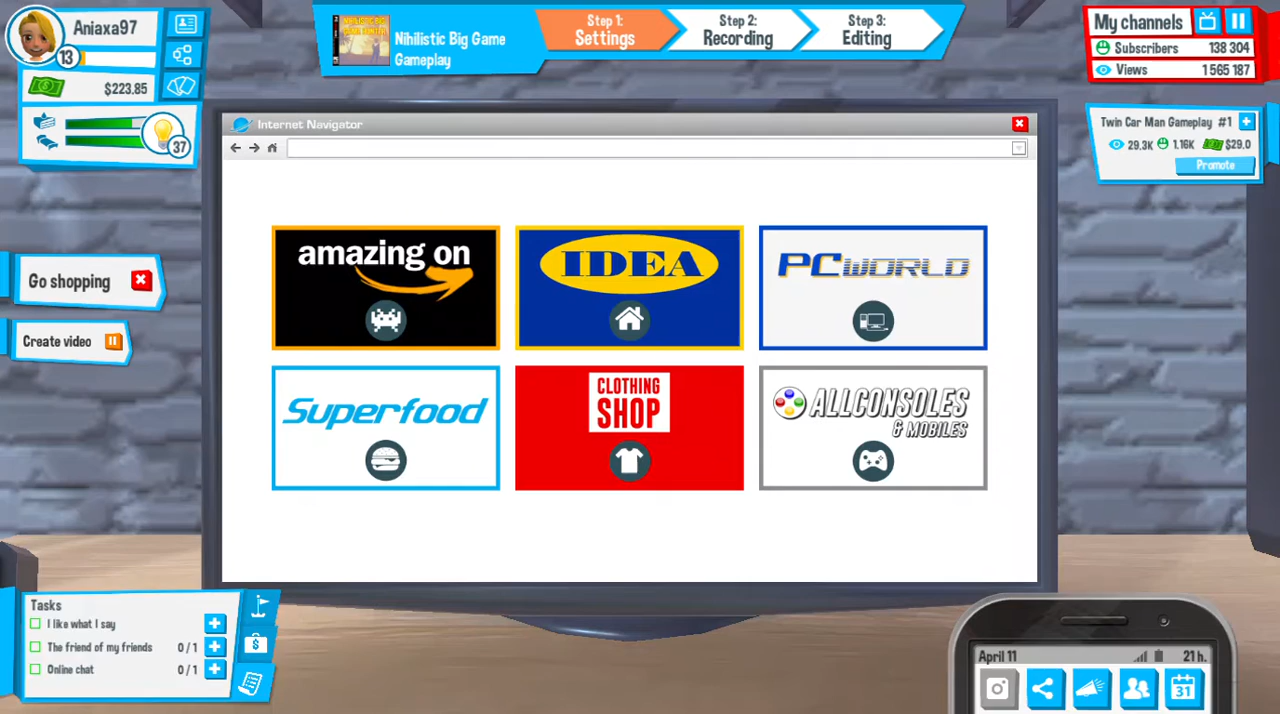 Aniaxa97
13
$223.85
37
Nihilistic Big Game
Gameplay
Step 1:
Settings
Step 2:
Recording
Step 3:
Editing
My channels
Subscribers 138 304
Views 1 565 187
Twin Car Man Gameplay #1
29.3K 1.16K $29.0
Promote
Internet Navigator
Go shopping
Create video
amazing on
IDEA
PC WORLD
Superfood
CLOTHING
SHOP
ALLCONSOLES
& MOBILES
Tasks
I like what I say
The friend of my friends 0/1
Online chat 0/1
April 11 21 h.
31